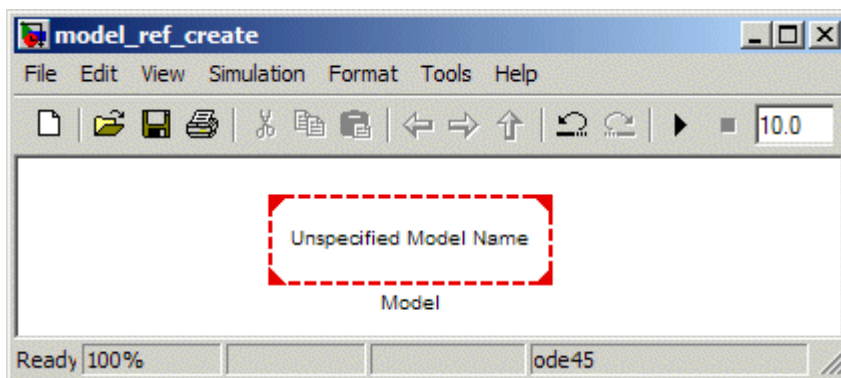 model_ref_create
File Edit View Simulation Format Tools Help
10.0
Unspecified Model Name
Model
Ready 100% ode45